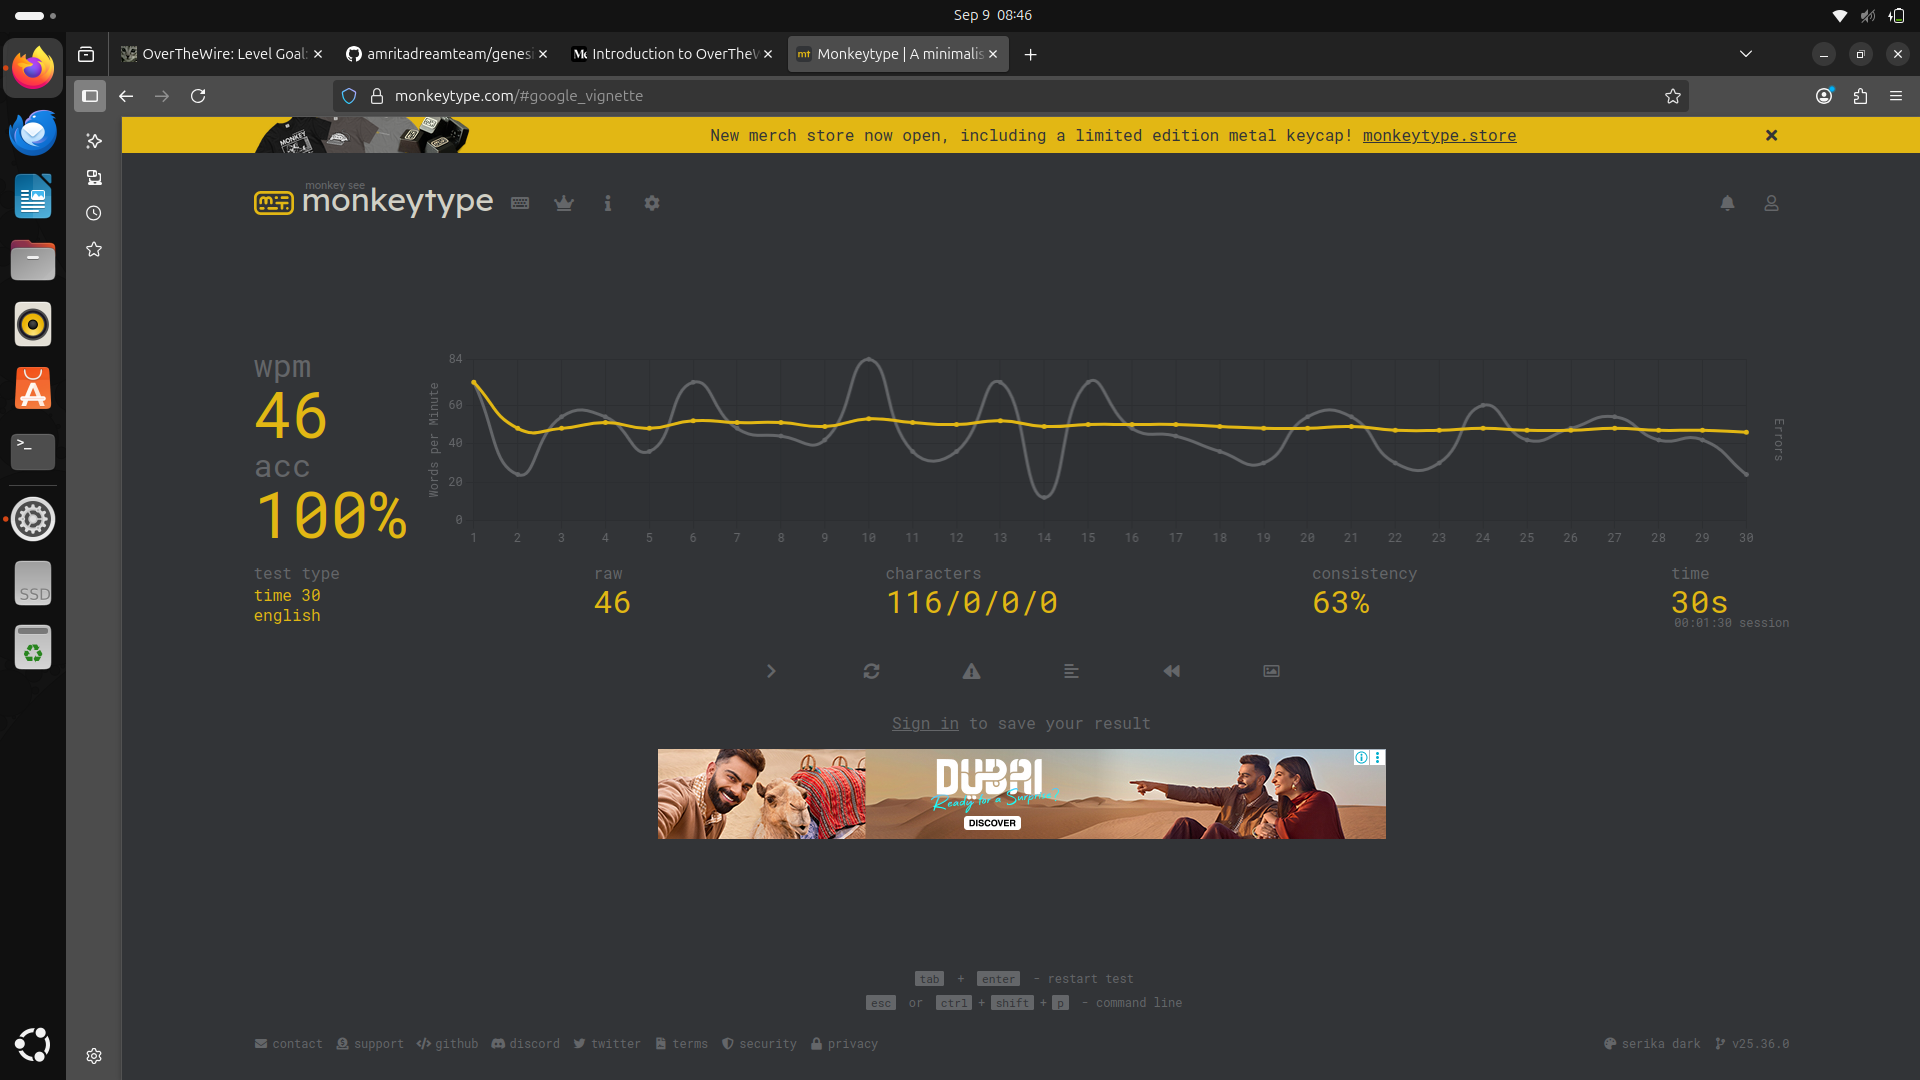 Sep 9 08:46
OverTheWire: Level Goal:
amritadreamteam/genesi
Introduction to OverTheW
Monkeytype | A minimalis
monkeytype.com/#google_vignette
New merch store now open, including a limited edition metal keycap! monkeytype.store
monkey see
monkeytype
wpm
46
acc
100%
Words per Minute
84
60
40
20
0
1 2 3 4 5 6 7 8 9 10 11 12 13 14 15 16 17 18 19 20 21 22 23 24 25 26 27 28 29 30
Errors
test type
time 30
english
raw
46
characters
116/0/0/0
consistency
63%
time
30s
00:01:30 session
Sign in to save your result
DUBAI
Ready for a Surprise?
DISCOVER
tab + enter - restart test
esc or ctrl + shift + p - command line
contact support github discord twitter terms security privacy
serika dark v25.36.0
SSD